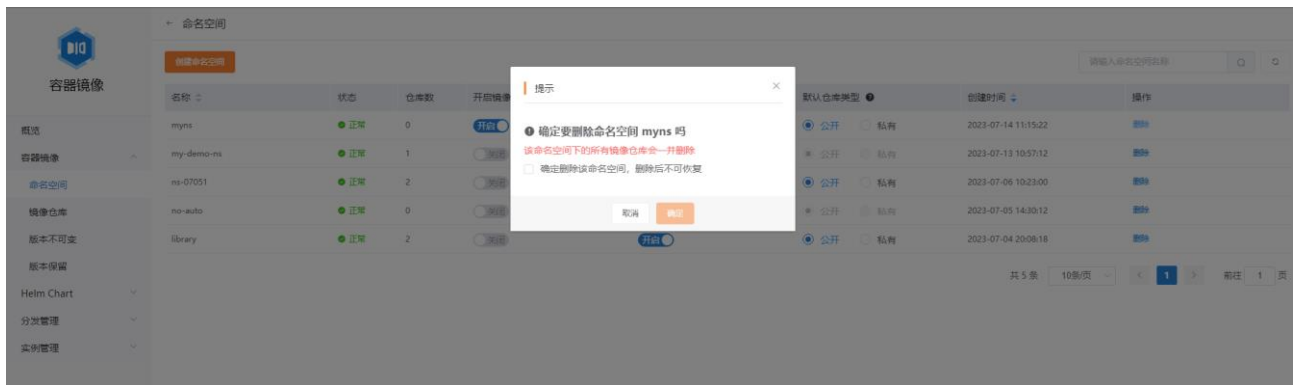 ← 命名空间
容器镜像
创建命名空间
请输入命名空间名称
名称 状态 仓库数 开启镜像 默认仓库类型 创建时间 操作
myns 正常 0 开启 公开 私有 2023-07-14 11:15:22 删除
my-demo-ns 正常 1 关闭 公开 私有 2023-07-13 10:57:12 删除
ns-07051 正常 2 关闭 公开 私有 2023-07-06 10:23:00 删除
no-auto 正常 0 关闭 公开 私有 2023-07-05 14:30:12 删除
library 正常 2 关闭 开启 公开 私有 2023-07-04 20:08:18 删除
共 5 条 10条/页 1 前往 1 页
提示
确定要删除命名空间 myns 吗
该命名空间下的所有镜像仓库会一并删除
确定删除该命名空间，删除后不可恢复
取消 确定
概览
容器镜像
命名空间
镜像仓库
版本不可变
版本保留
Helm Chart
分发管理
实例管理